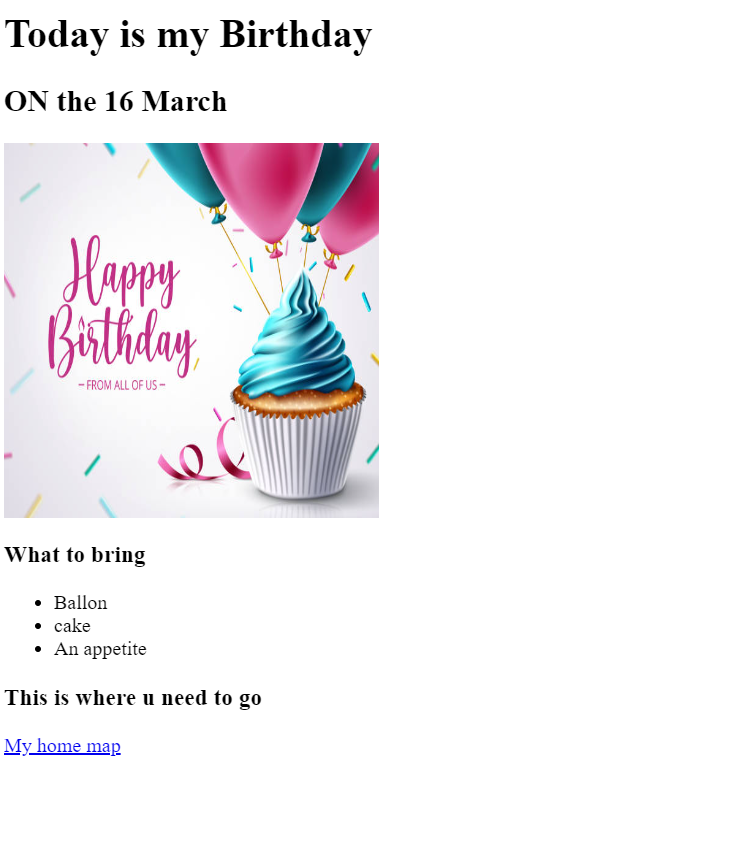 Today is my Birthday
ON the 16 March
Happy
Birthday
– FROM ALL OF US –
What to bring
• Ballon
• cake
• An appetite
This is where u need to go
My home map